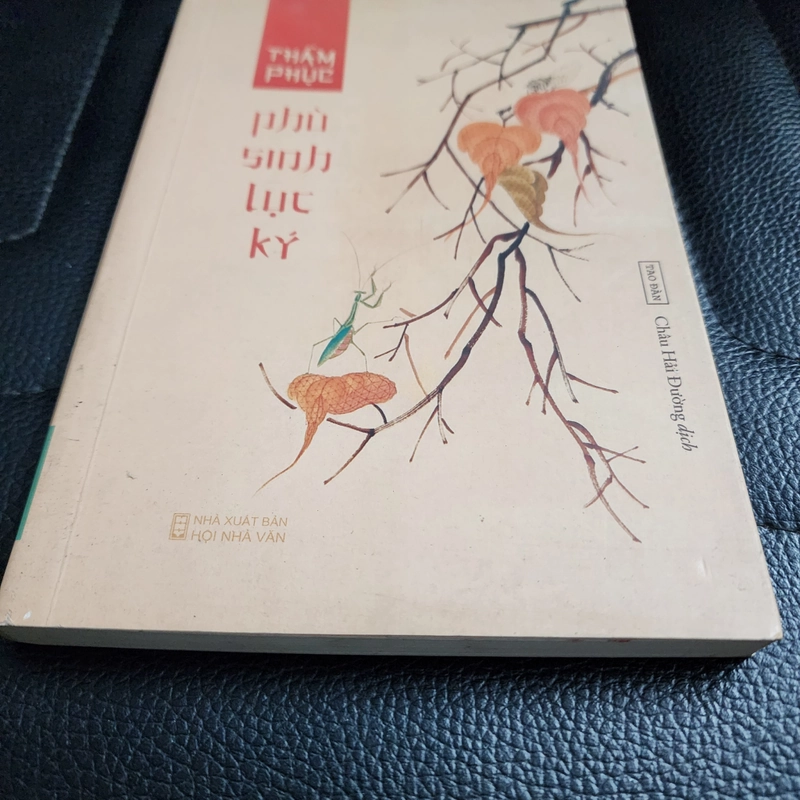 THẨM
PHỤC
phù
sinh
lục
ký
TAO ĐÀN
Châu Hải Đường dịch
NHÀ XUẤT BẢN
HỘI NHÀ VĂN